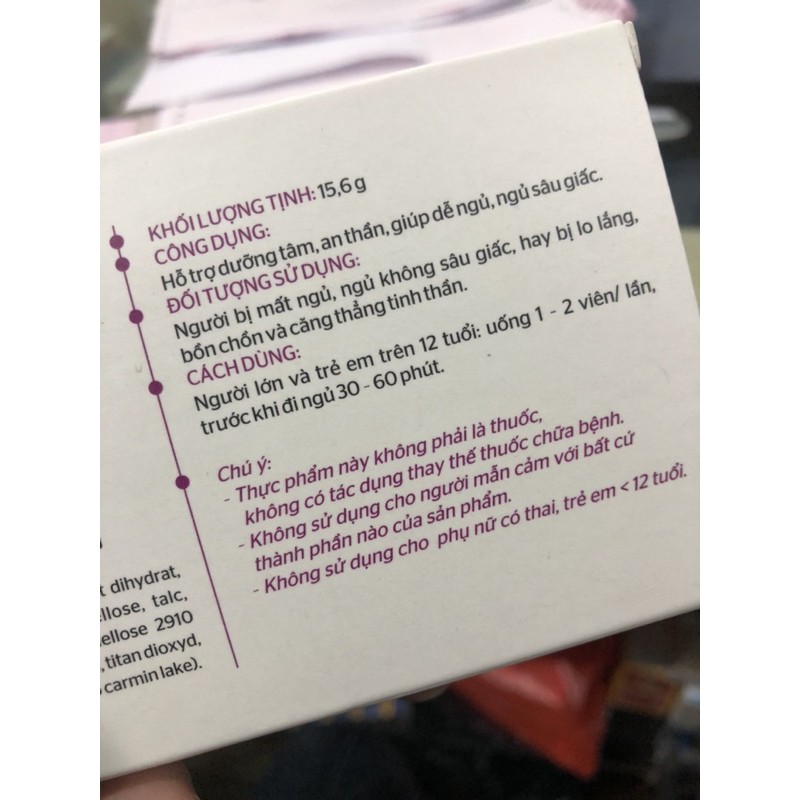 KHỐI LƯỢNG TỊNH: 15,6 g
CÔNG DỤNG:
Hỗ trợ dưỡng tâm, an thần, giúp dễ ngủ, ngủ sâu giấc.
ĐỐI TƯỢNG SỬ DỤNG:
Người bị mất ngủ, ngủ không sâu giấc, hay bị lo lắng,
bồn chồn và căng thẳng tinh thần.
CÁCH DÙNG:
Người lớn và trẻ em trên 12 tuổi: uống 1 - 2 viên/ lần,
trước khi đi ngủ 30 - 60 phút.
Chú ý:
- Thực phẩm này không phải là thuốc,
không có tác dụng thay thế thuốc chữa bệnh.
- Không sử dụng cho người mẫn cảm với bất cứ
thành phần nào của sản phẩm.
- Không sử dụng cho phụ nữ có thai, trẻ em < 12 tuổi.
dihydrat,
talc,
2910
, titan dioxyd,
carmin lake).